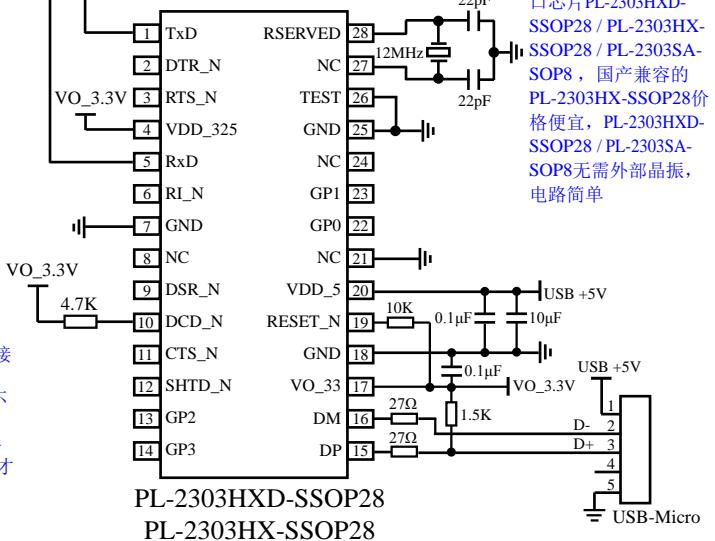 22pF
口芯片PL-2303HXD-
SSOP28 / PL-2303HX-
SSOP28 / PL-2303SA-
SOP8 ，国产兼容的
PL-2303HX-SSOP28价
格便宜，PL-2303HXD-
SSOP28 / PL-2303SA-
SOP8无需外部晶振，
电路简单
12MHz
22pF
1 TxD RSERVED 28
2 DTR_N NC 27
VO_3.3V 3 RTS_N TEST 26
4 VDD_325 GND 25
5 RxD NC 24
6 RI_N GP1 23
7 GND GP0 22
8 NC NC 21
VO_3.3V
9 DSR_N VDD_5 20 USB +5V
4.7K
10 DCD_N RESET_N 19 10K 0.1μF 10μF
11 CTS_N GND 18
0.1μF
12 SHTD_N VO_33 17 VO_3.3V
13 GP2 DM 16 27Ω 1.5K
14 GP3 DP 15 27Ω
USB +5V
1
D- 2
D+ 3
4
5
USB-Micro
接
才
PL-2303HXD-SSOP28
PL-2303HX-SSOP28